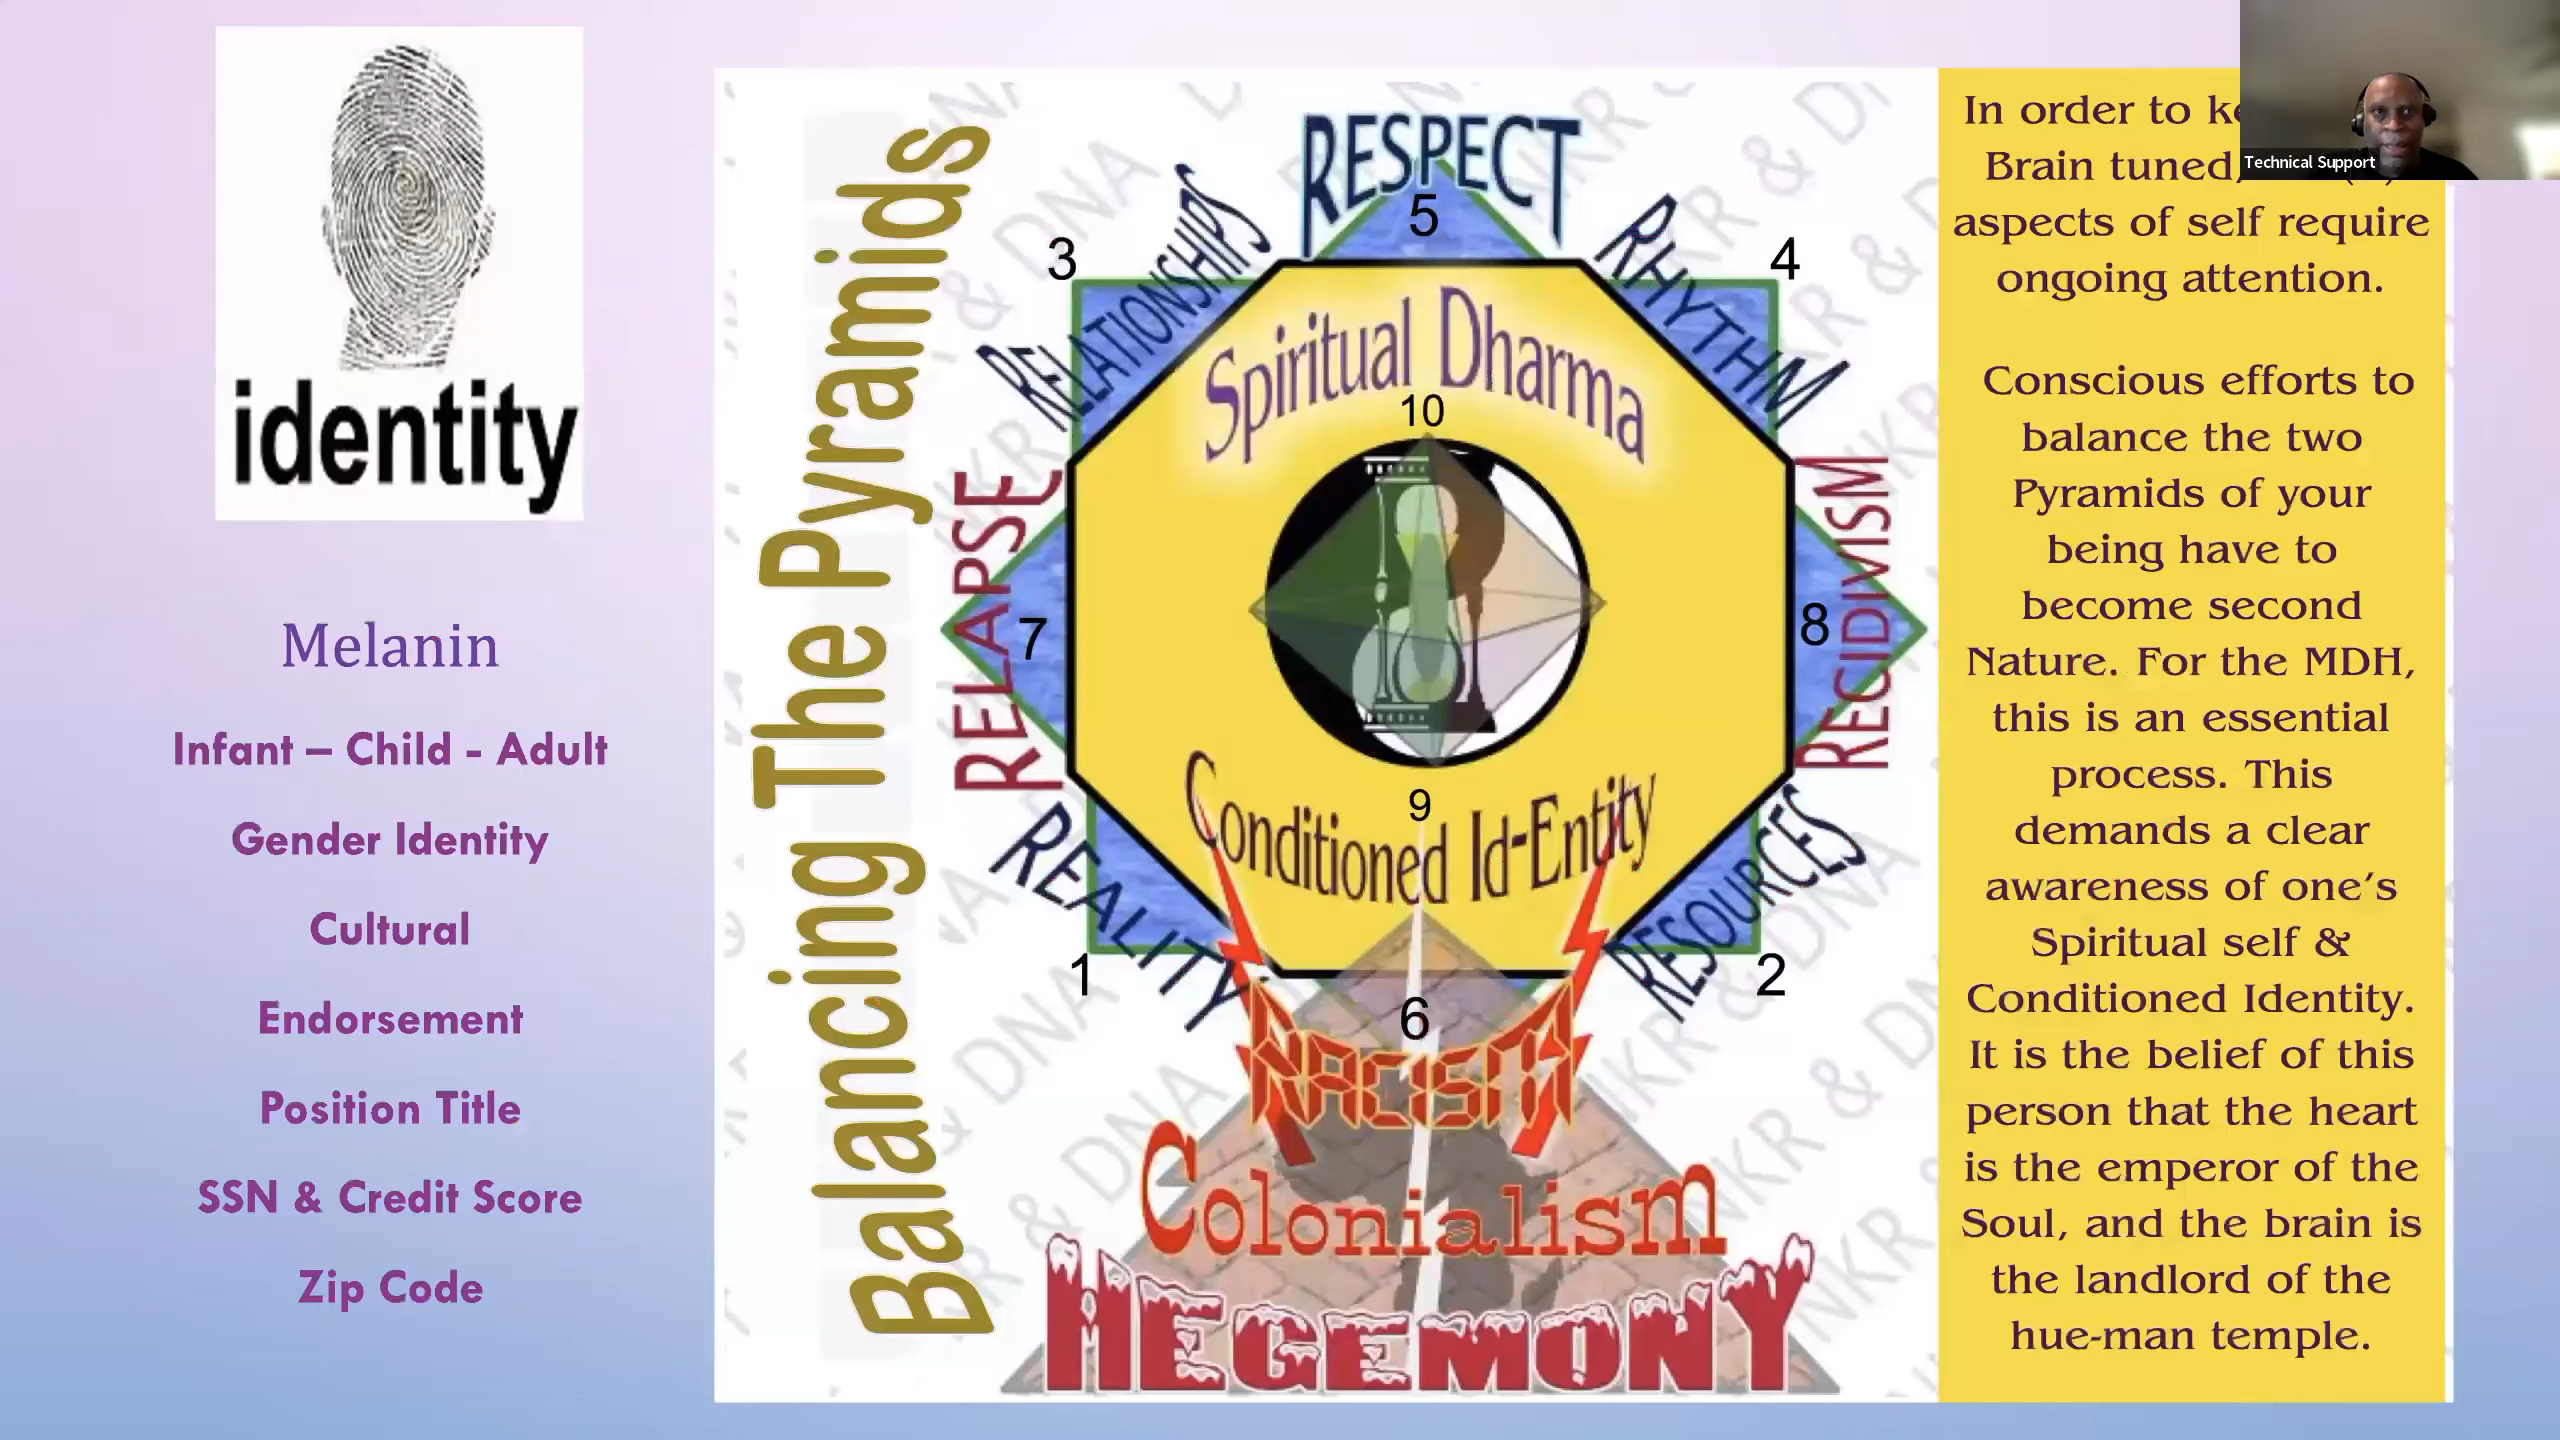 identity
Melanin
Infant – Child - Adult
Gender Identity
Cultural
Endorsement
Position Title
SSN & Credit Score
Zip Code
Balancing The Pyramids
RESPECT
5
RELATIONSHIPS
3
RHYTHM
4
Spiritual Dharma
10
RELAPSE
7
RECIDIVISM
8
9
Conditioned Id-Entity
REALITY
1
RESOURCES
2
6
RACISM
Colonialism
HEGEMONY
In order to
Brain tuned,
aspects of self require
ongoing attention.
Conscious efforts to
balance the two
Pyramids of your
being have to
become second
Nature. For the MDH,
this is an essential
process. This
demands a clear
awareness of one's
Spiritual self &
Conditioned Identity.
It is the belief of this
person that the heart
is the emperor of the
Soul, and the brain is
the landlord of the
hue-man temple.
Technical Support